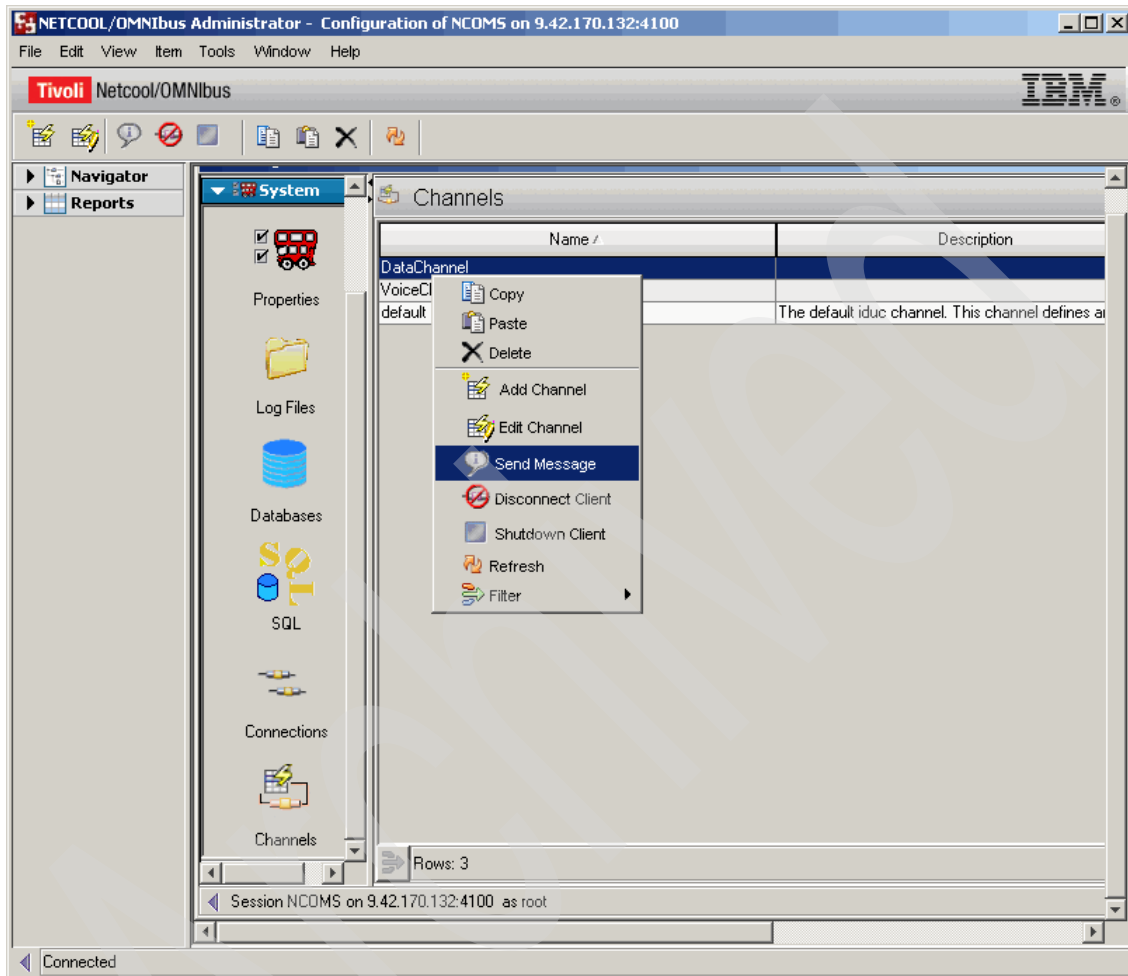 NETCOOL/OMNIbus Administrator - Configuration of NCOMS on 9.42.170.132:4100
File Edit View Item Tools Window Help
Tivoli Netcool/OMNIbus
IBM®
Navigator
Reports
System
Properties
Log Files
Databases
SQL
Connections
Channels
Channels
Name Description
DataChannel
VoiceCl
default The default iduc channel. This channel defines ar
Copy
Paste
Delete
Add Channel
Edit Channel
Send Message
Disconnect Client
Shutdown Client
Refresh
Filter
Rows: 3
Session NCOMS on 9.42.170.132:4100 as root
Connected